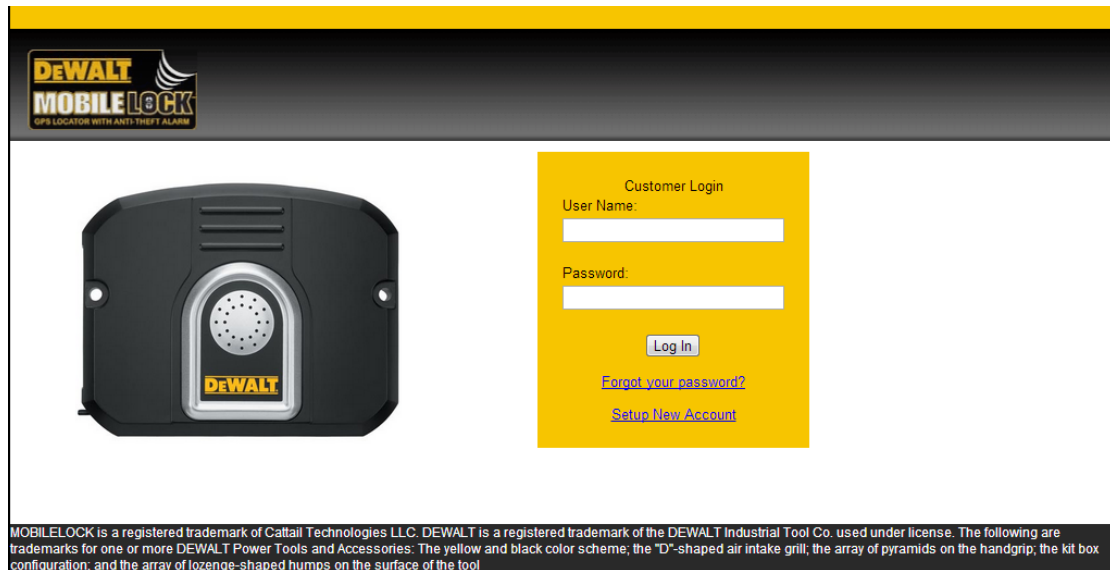 DEWALT
MOBILELOCK
GPS LOCATOR WITH ANTI-THEFT ALARM
Customer Login
User Name:
Password:
Log In
Forgot your password?
Setup New Account
DEWALT
MOBILELOCK is a registered trademark of Cattail Technologies LLC. DEWALT is a registered trademark of the DEWALT Industrial Tool Co. used under license. The following are
trademarks for one or more DEWALT Power Tools and Accessories: The yellow and black color scheme; the "D"-shaped air intake grill; the array of pyramids on the handgrip; the kit box
configuration; and the array of lozenge-shaped humps on the surface of the tool